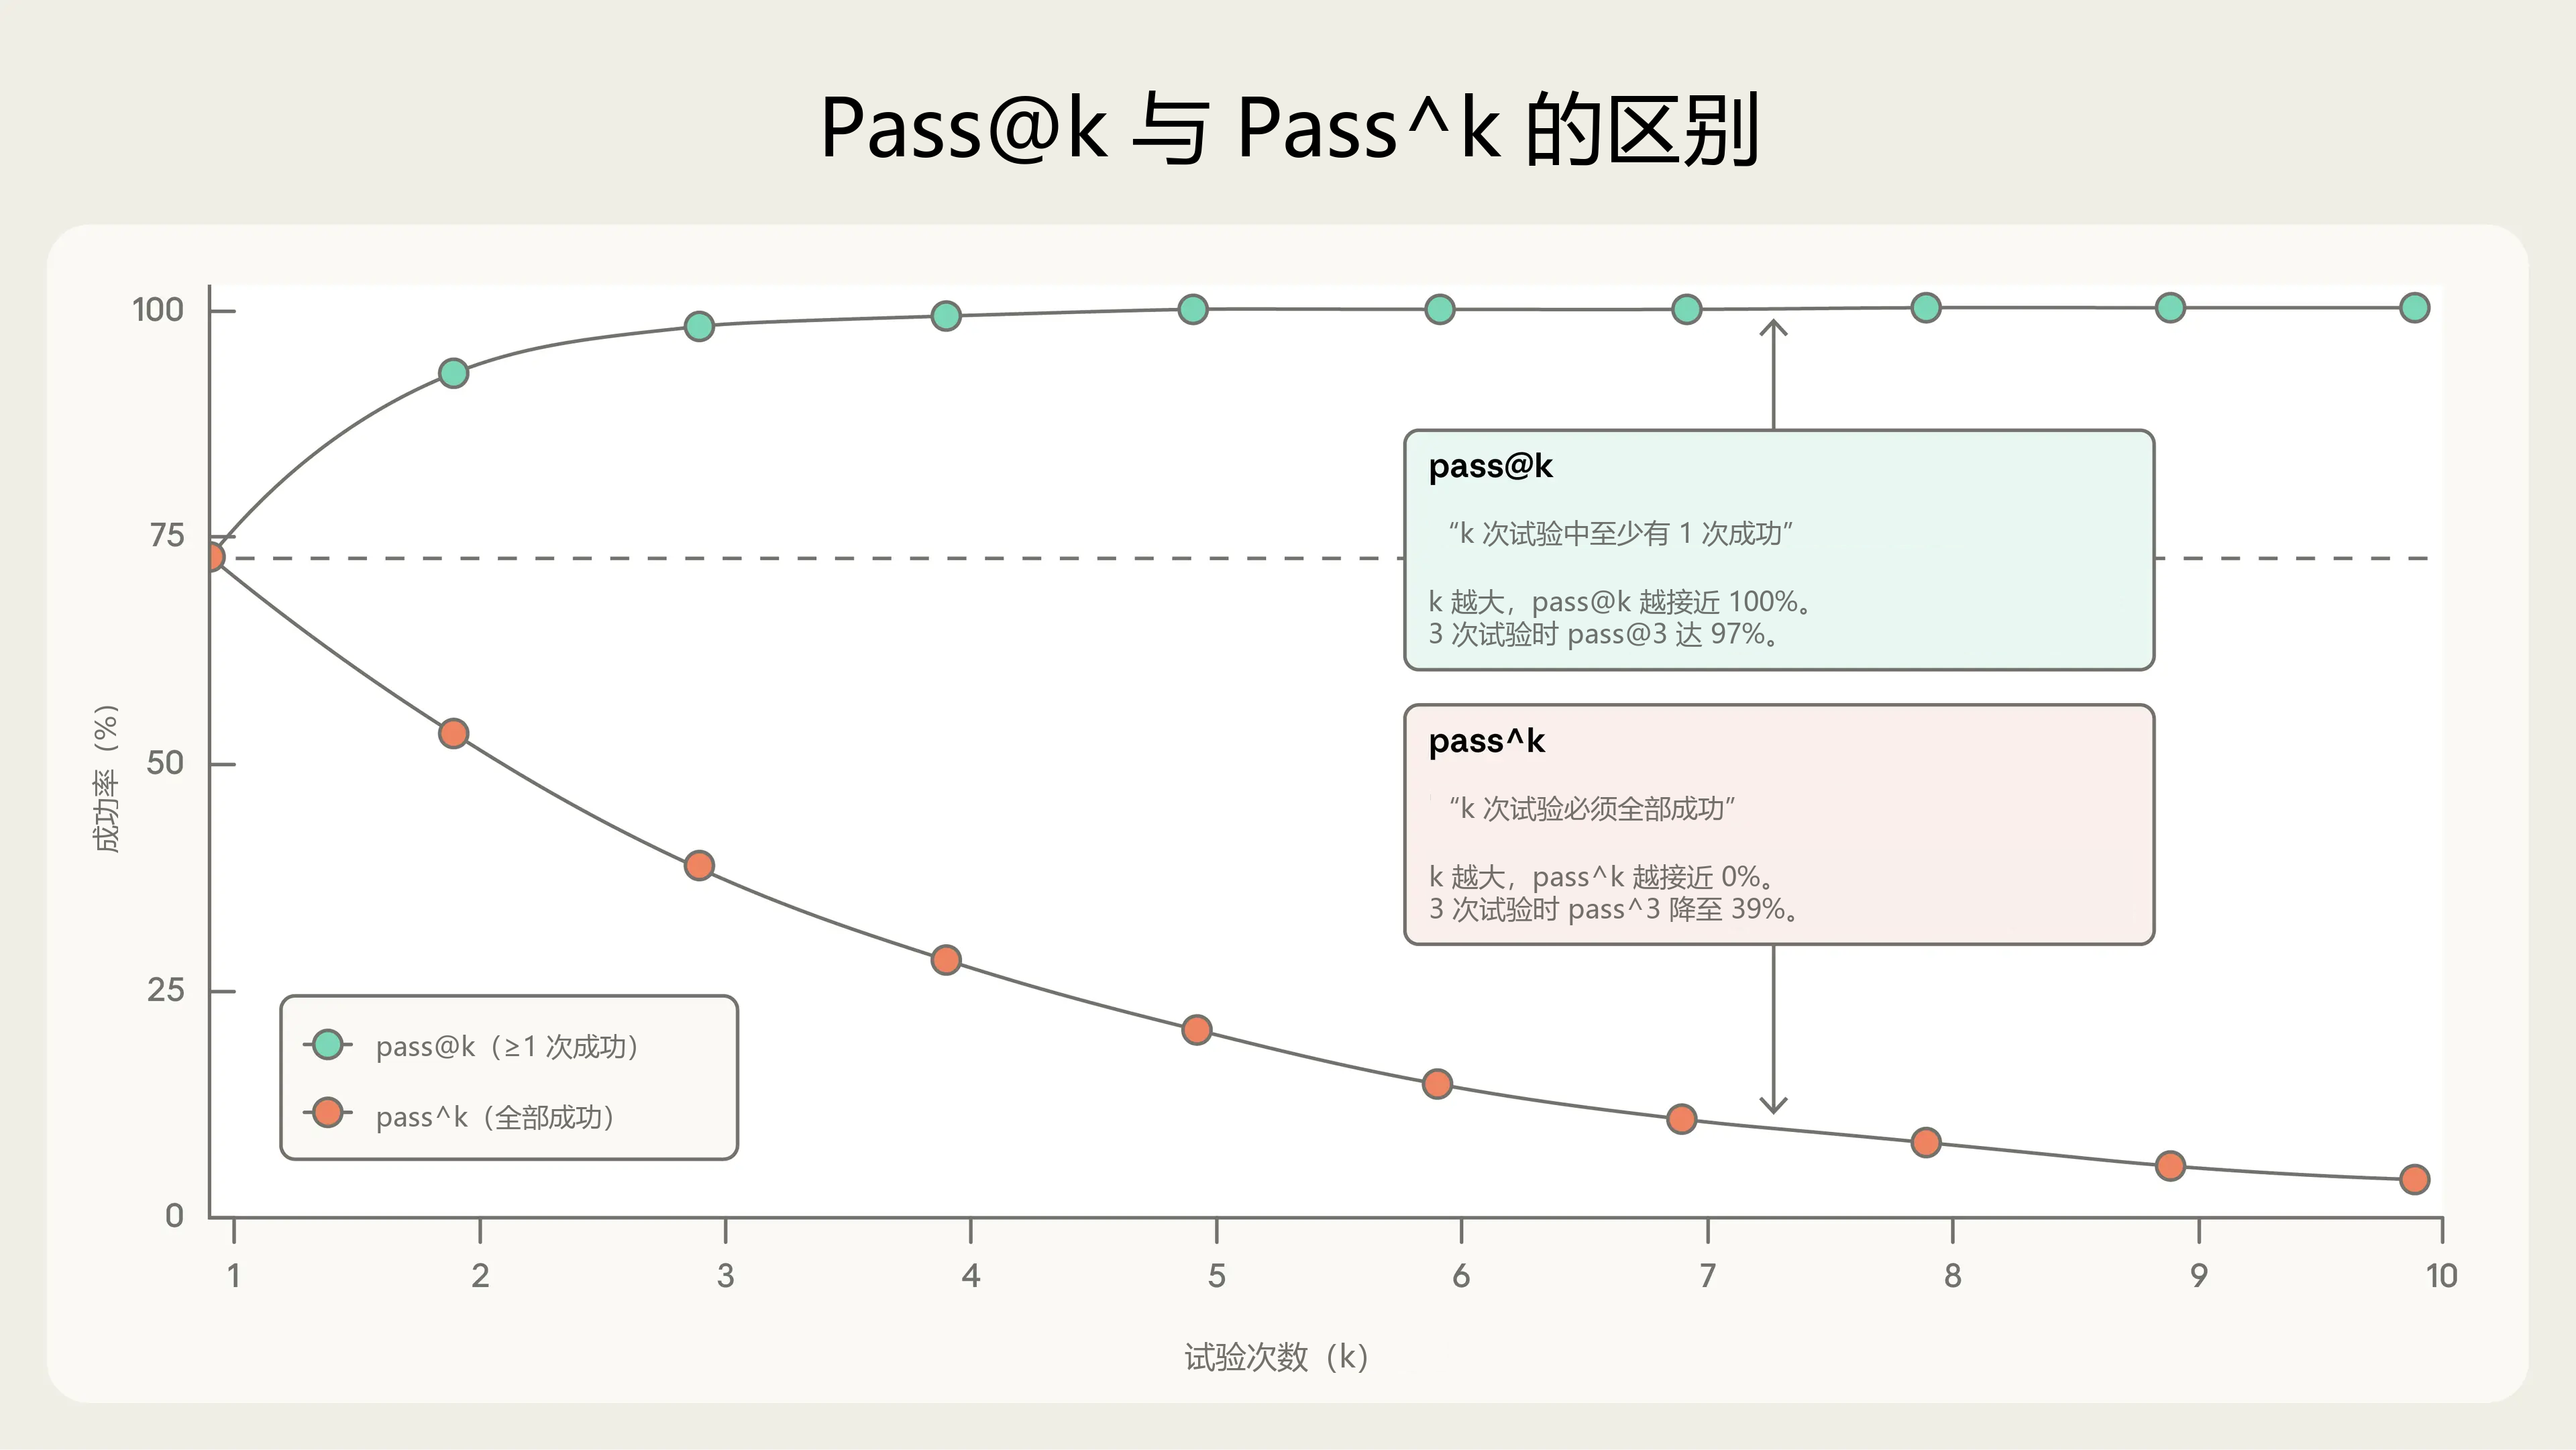 Pass@k 与 Pass^k 的区别
100
75
50
25
0
成功率（%）
pass@k
“k 次试验中至少有 1 次成功”
k 越大，pass@k 越接近 100%。
3 次试验时 pass@3 达 97%。
pass^k
“k 次试验必须全部成功”
k 越大，pass^k 越接近 0%。
3 次试验时 pass^3 降至 39%。
pass@k（≥1 次成功）
pass^k（全部成功）
1 2 3 4 5 6 7 8 9 10
试验次数（k）